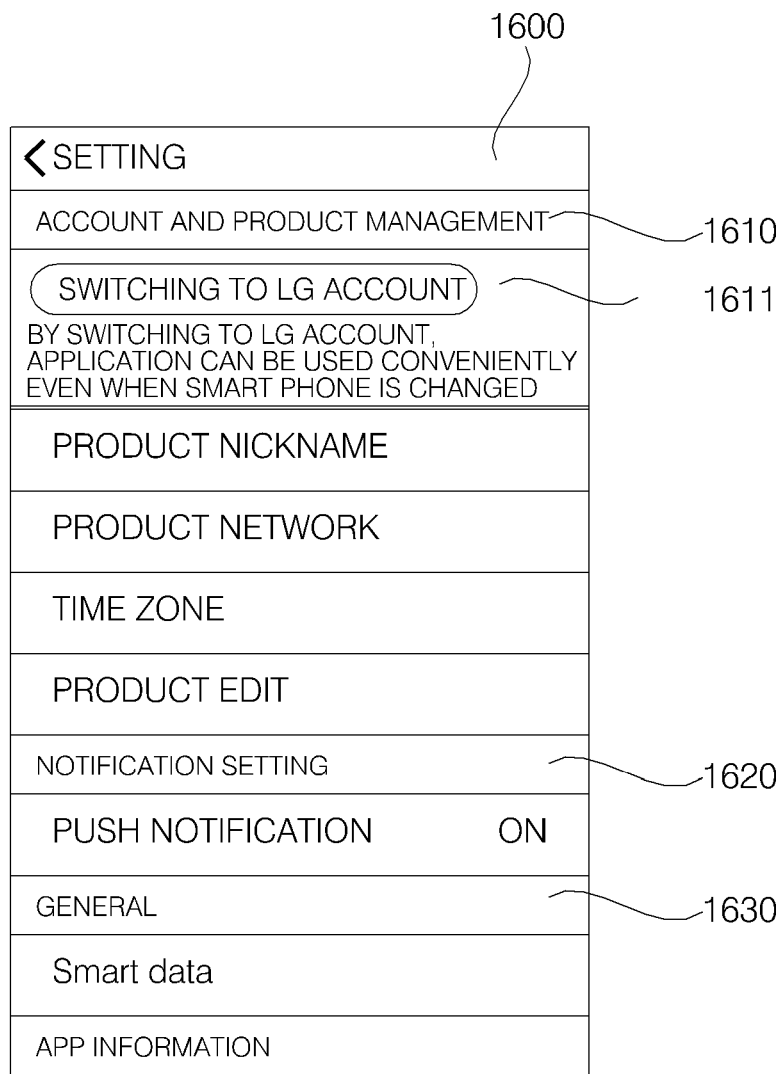 1600
SETTING
ACCOUNT AND PRODUCT MANAGEMENT
1610
SWITCHING TO LG ACCOUNT
1611
BY SWITCHING TO LG ACCOUNT,
APPLICATION CAN BE USED CONVENIENTLY
EVEN WHEN SMART PHONE IS CHANGED
PRODUCT NICKNAME
PRODUCT NETWORK
TIME ZONE
PRODUCT EDIT
NOTIFICATION SETTING
1620
PUSH NOTIFICATION ON
GENERAL
1630
Smart data
APP INFORMATION